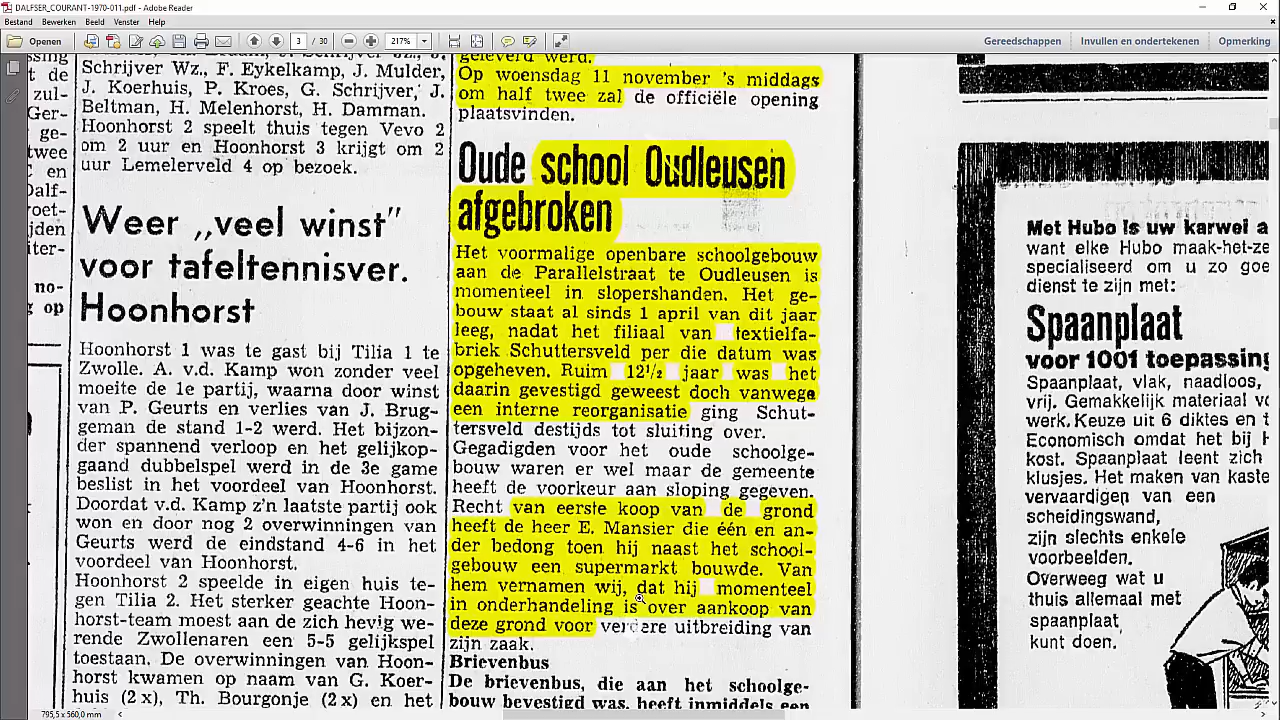 DALFSER_COURANT-1970-011.pdf - Adobe Reader
Bestand Bewerken Beeld Venster Help
Openen 3 / 30 217% Gereedschappen Invullen en ondertekenen Opmerking
t de
zul-
Ger-
ge-
twee
C en
Dalf-
roet-
jden
iter-
no-
g op
Schrijver Wz., F. Eykelkamp, J. Mulder,
J. Koerhuis, P. Kroes, G. Schrijver, J.
Beltman, H. Melenhorst, H. Damman.
Hoonhorst 2 speelt thuis tegen Vevo 2
om 2 uur en Hoonhorst 3 krijgt om 2
uur Lemelerveld 4 op bezoek.
Weer „veel winst”
voor tafeltennisver.
Hoonhorst
Hoonhorst 1 was te gast bij Tilia 1 te
Zwolle. A. v.d. Kamp won zonder veel
moeite de 1e partij, waarna door winst
van P. Geurts en verlies van J. Brug-
geman de stand 1-2 werd. Het bijzon-
der spannend verloop en het gelijkop-
gaand dubbelspel werd in de 3e game
beslist in het voordeel van Hoonhorst.
Doordat v.d. Kamp z'n laatste partij ook
won en door nog 2 overwinningen van
Geurts werd de eindstand 4-6 in het
voordeel van Hoonhorst.
Hoonhorst 2 speelde in eigen huis te-
gen Tilia 2. Het sterker geachte Hoon-
horst-team moest aan de zich hevig we-
rende Zwollenaren een 5-5 gelijkspel
toestaan. De overwinningen van Hoon-
horst kwamen op naam van G. Koer-
huis (2 x), Th. Bourgonje (2 x) en het
geleverd werd.
Op woensdag 11 november 's middags
om half twee zal de officiële opening
plaatsvinden.
Oude school Oudleusen
afgebroken
Het voormalige openbare schoolgebouw
aan de Parallelstraat te Oudleusen is
momenteel in slopershanden. Het ge-
bouw staat al sinds 1 april van dit jaar
leeg, nadat het filiaal van textielfa-
briek Schuttersveld per die datum was
opgeheven. Ruim 12½ jaar was het
daarin gevestigd geweest doch vanwege
een interne reorganisatie ging Schut-
tersveld destijds tot sluiting over.
Gegadigden voor het oude schoolge-
bouw waren er wel maar de gemeente
heeft de voorkeur aan sloping gegeven.
Recht van eerste koop van de grond
heeft de heer E. Mansier die één en an-
der bedong toen hij naast het school-
gebouw een supermarkt bouwde. Van
hem vernamen wij, dat hij momenteel
in onderhandeling is over aankoop van
deze grond voor verdere uitbreiding van
zijn zaak.
Brievenbus
De brievenbus, die aan het schoolge-
bouw bevestigd was, heeft inmiddels een
Met Hubo is uw karwei a
want elke Hubo maak-het-ze
specialiseerd om u zo goe
dienst te zijn met:
Spaanplaat
voor 1001 toepassing
Spaanplaat, vlak, naadloos,
vrij. Gemakkelijk materiaal vo
werk. Keuze uit 6 diktes en t
Economisch omdat het bij H
kost. Spaanplaat leent zich
klusjes. Het maken van kaste
vervaardigen van een
scheidingswand,
zijn slechts enkele
voorbeelden.
Overweeg wat u
thuis allemaal met
spaanplaat
kunt doen.
795,5 x 560,0 mm